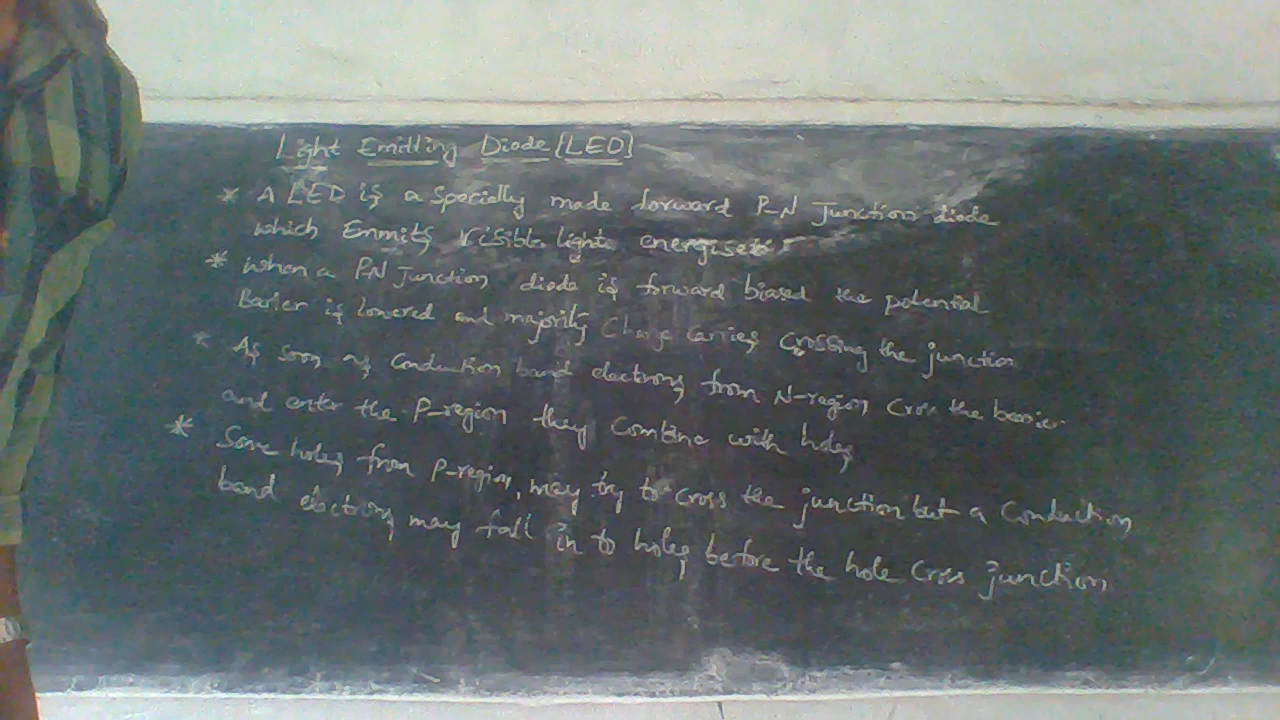 Light Emitting Diode [LED]
* A LED is a Specially made forward P-N Junction diode
which Enmits visible light energised
* When a PN Junction diode is forward biased the potential
Barier is lowered and majority Charge Carries crossing the junction
* As soon as Conduction band electrons from N-region Cross the barrier
and enter the P-region they Combine with holes
* Some holes from P-region, may try to cross the junction but a Conduction
band electrons may fall in to holes before the hole Cross junction